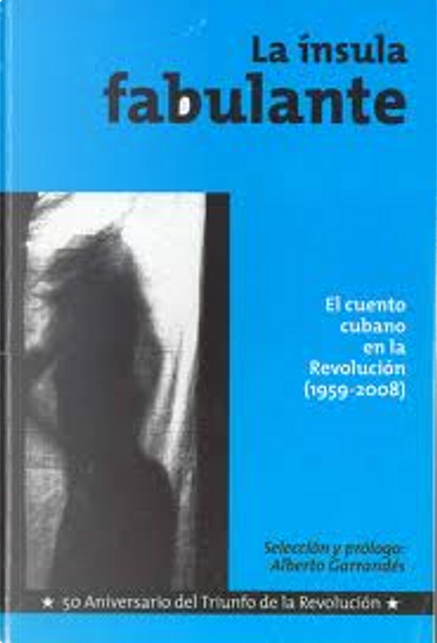 La ínsula
fabulante
El cuento
cubano
en la
Revolución
(1959-2008)
Selección y prólogo:
Alberto Garrandés
★ 50 Aniversario del Triunfo de la Revolución ★